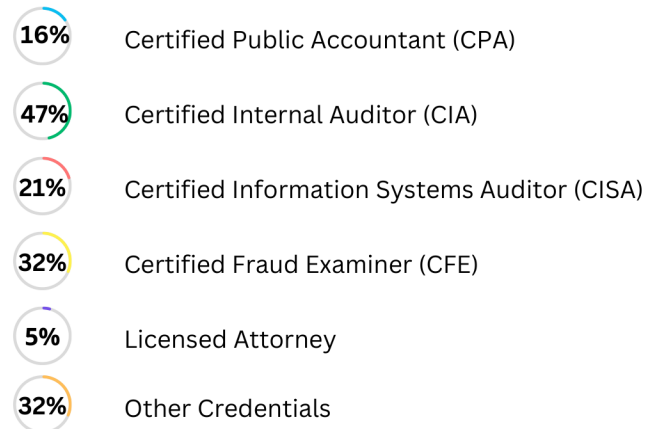 16% Certified Public Accountant (CPA)
47% Certified Internal Auditor (CIA)
21% Certified Information Systems Auditor (CISA)
32% Certified Fraud Examiner (CFE)
5% Licensed Attorney
32% Other Credentials